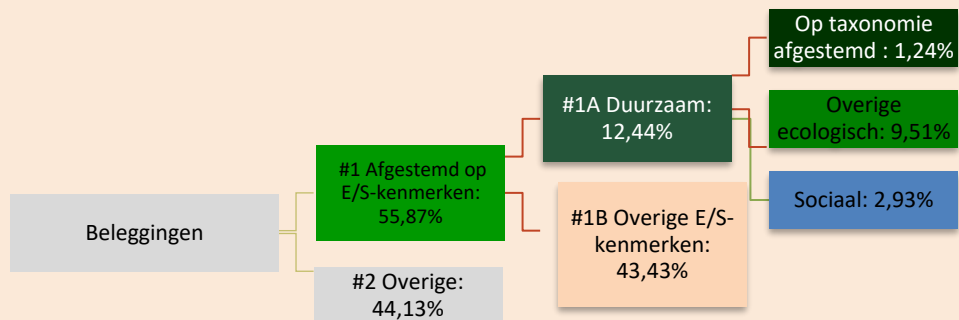 Beleggingen
#1 Afgestemd op
E/S-kenmerken:
55,87%
#2 Overige:
44,13%
#1A Duurzaam:
12,44%
#1B Overige E/S-
kenmerken:
43,43%
Op taxonomie
afgestemd : 1,24%
Overige
ecologisch: 9,51%
Sociaal: 2,93%